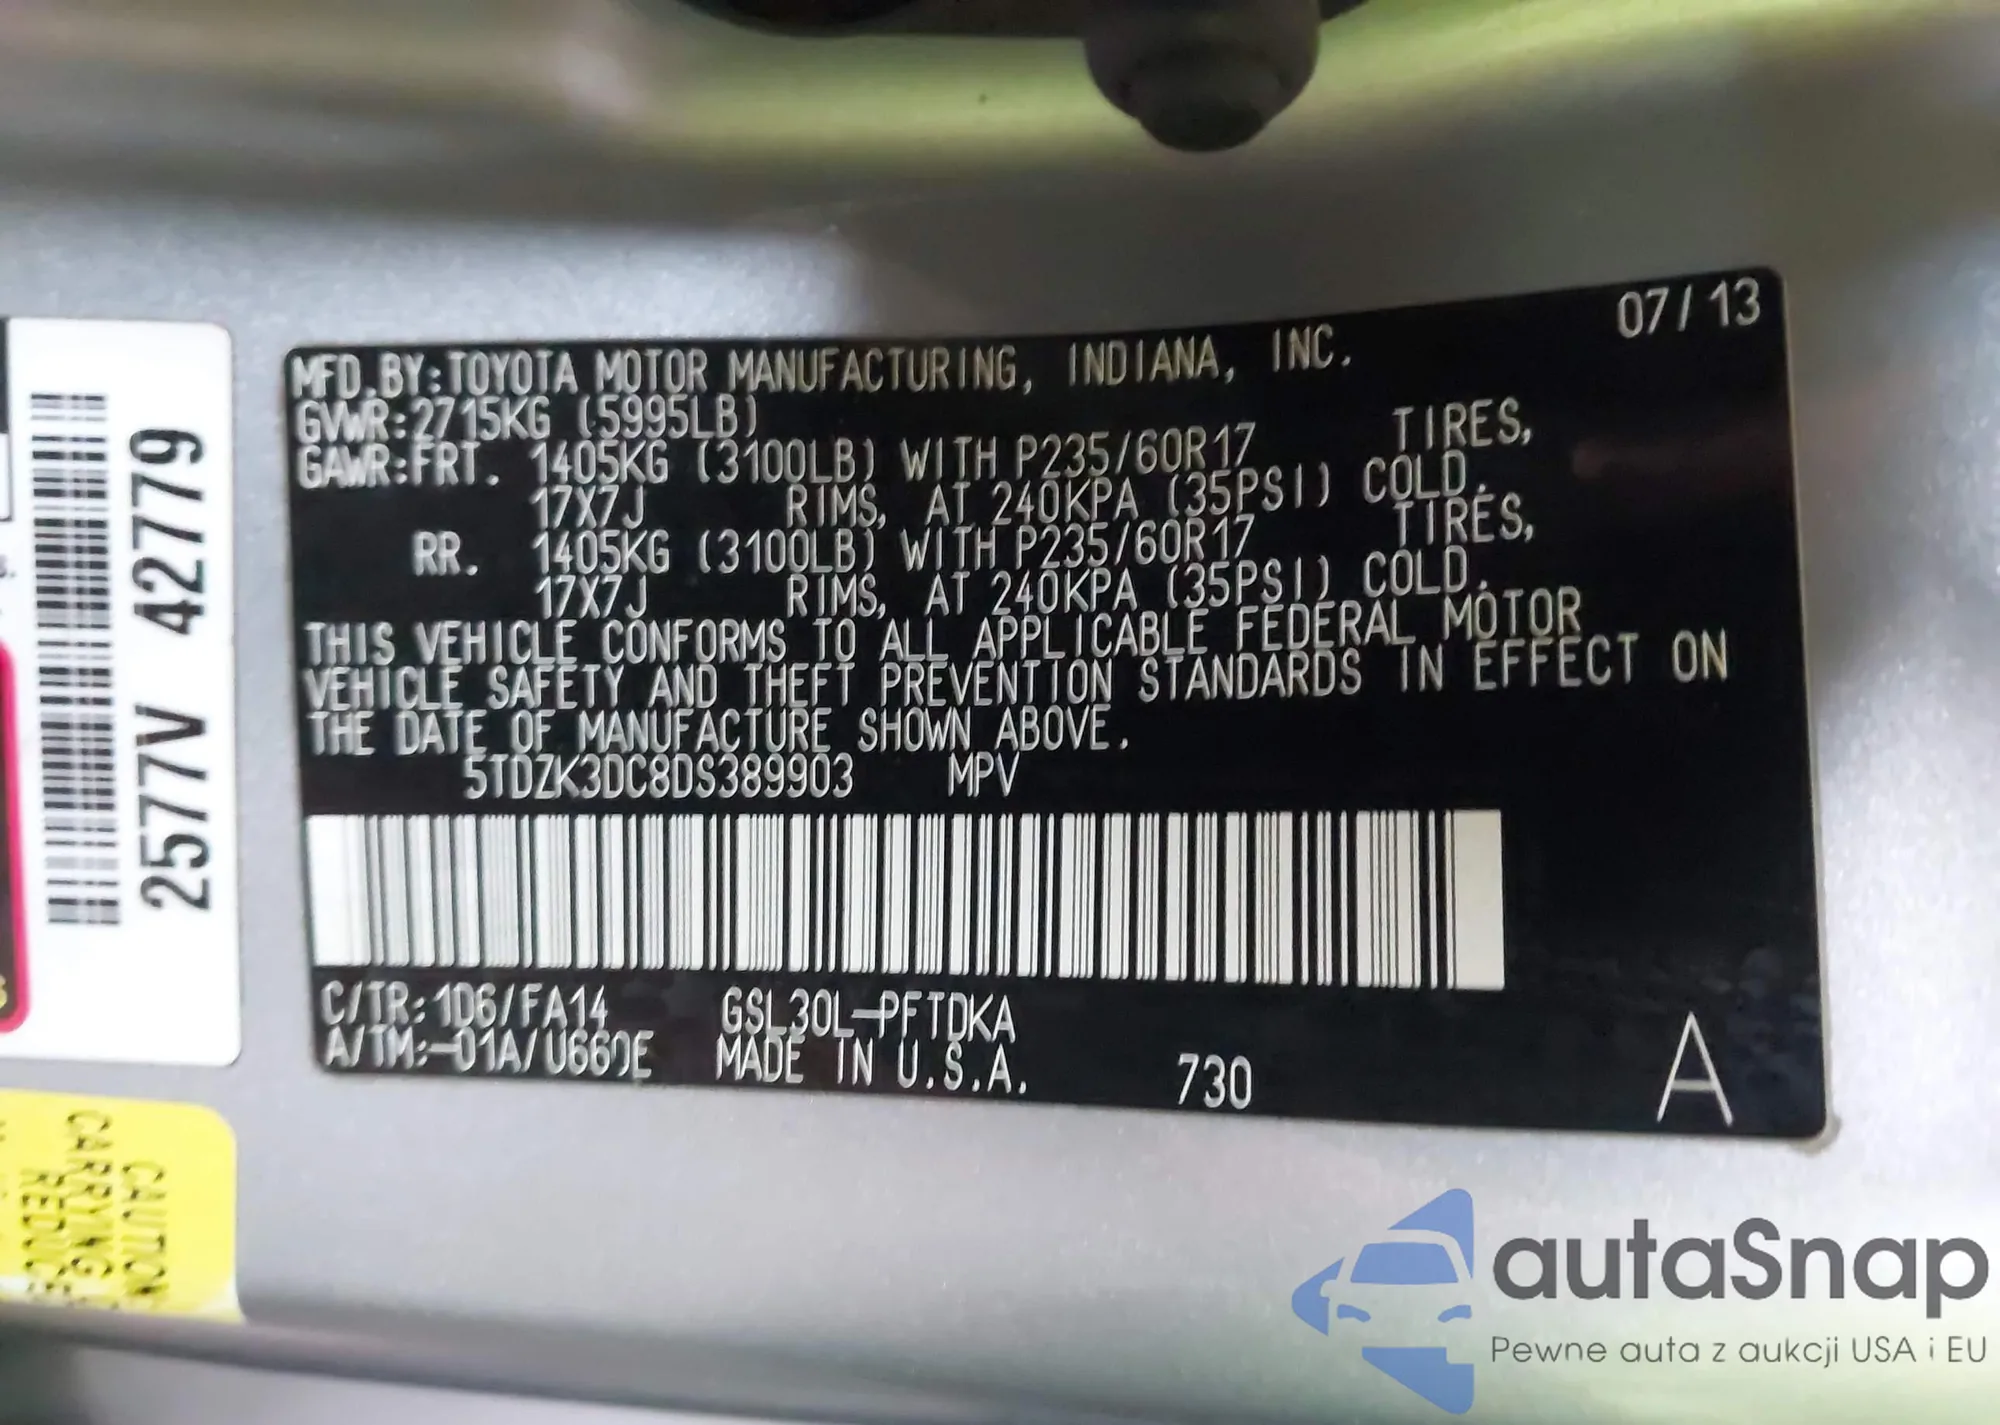 07/13
MFD.BY:TOYOTA MOTOR MANUFACTURING, INDIANA, INC.
GVWR:2715KG (5995LB)
GAWR:FRT. 1405KG (3100LB) WITH P235/60R17 TIRES,
17X7J RIMS, AT 240KPA (35PSI) COLD.
RR. 1405KG (3100LB) WITH P235/60R17 TIRES,
17X7J RIMS, AT 240KPA (35PSI) COLD.
THIS VEHICLE CONFORMS TO ALL APPLICABLE FEDERAL MOTOR
VEHICLE SAFETY AND THEFT PREVENTION STANDARDS IN EFFECT ON
THE DATE OF MANUFACTURE SHOWN ABOVE.
5TDZK3DC8DS389903 MPV
C/TR:1D6/FA14 GSL30L-PFTDKA
A/TM:-01A/U660E MADE IN U.S.A. 730
A
2577V 42779
CAUTION
CARRYING
autaSnap
Pewne auta z aukcji USA i EU